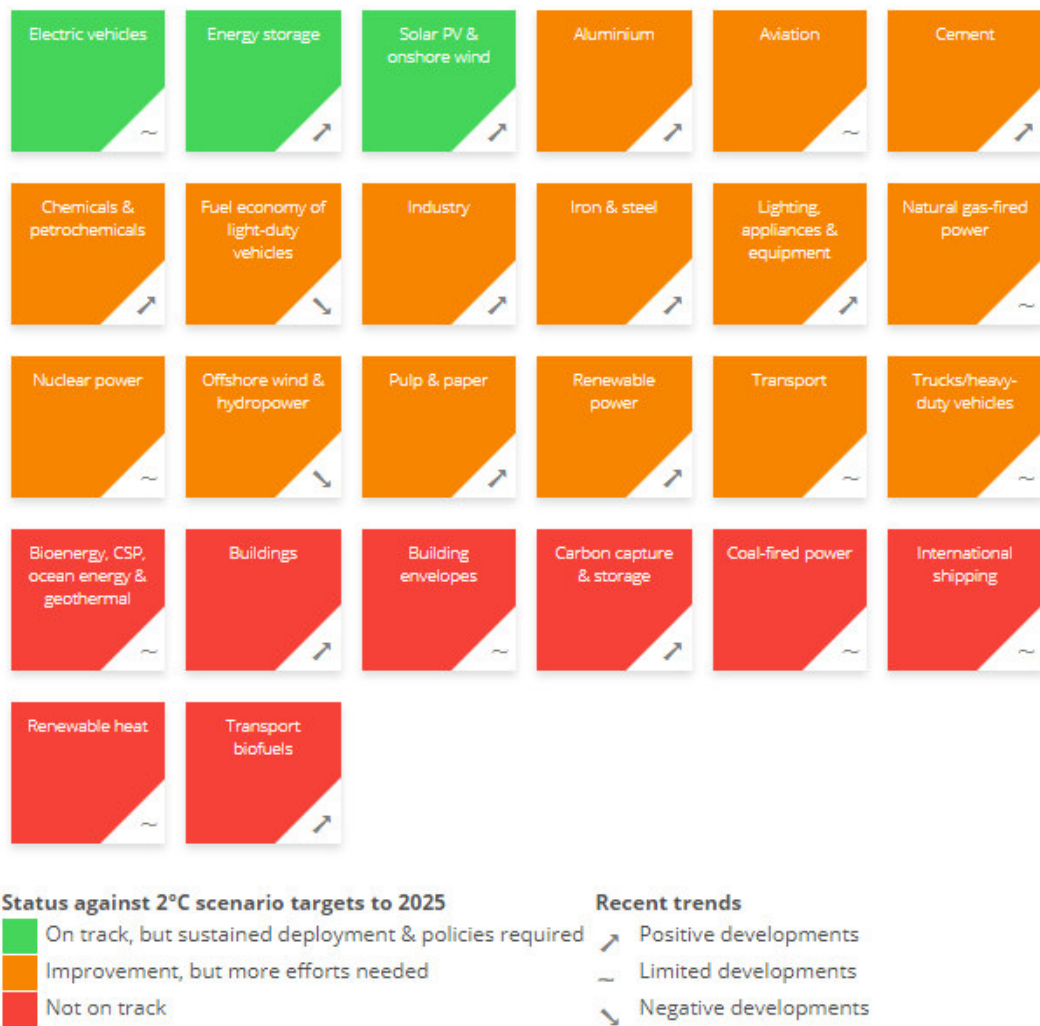 Electric vehicles
Energy storage
Solar PV &
onshore wind
Aluminium
Aviation
Cement
~
↗
↗
↗
~
↗
Chemicals &
petrochemicals
Fuel economy of
light-duty
vehicles
Industry
Iron & steel
Lighting,
appliances &
equipment
Natural gas-fired
power
↗
↘
↗
↗
↗
~
Nuclear power
Offshore wind &
hydropower
Pulp & paper
Renewable
power
Transport
Trucks/heavy-
duty vehicles
~
↘
↗
↗
~
~
Bioenergy, CSP,
ocean energy &
geothermal
Buildings
Building
envelopes
Carbon capture
& storage
Coal-fired power
International
shipping
~
↗
~
↗
~
~
Renewable heat
Transport
biofuels
~
↗
Status against 2°C scenario targets to 2025
On track, but sustained deployment & policies required
Improvement, but more efforts needed
Not on track
Recent trends
↗ Positive developments
~ Limited developments
↘ Negative developments